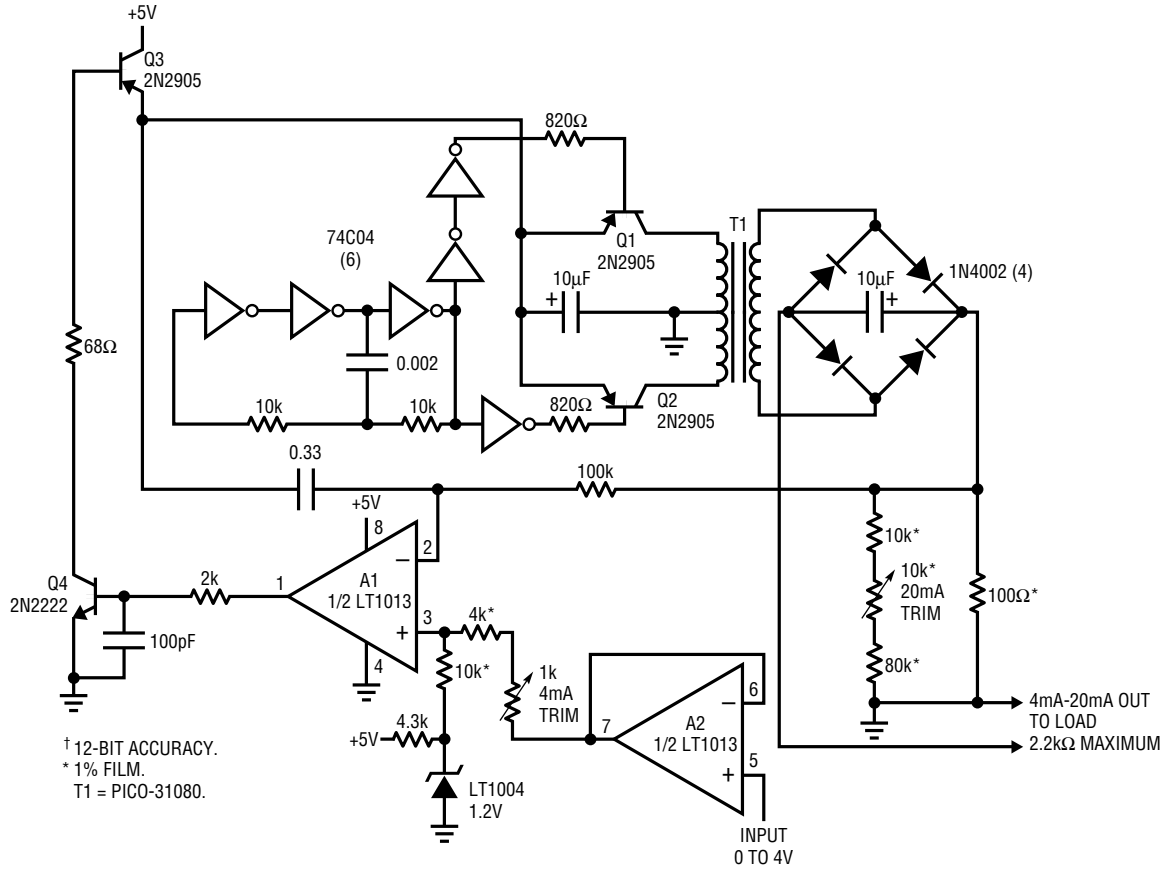 +5V
Q3
2N2905
820Ω
T1
74C04
(6)
Q1
2N2905
10µF
+
1N4002 (4)
10µF
+
68Ω
0.002
10k
10k
820Ω
Q2
2N2905
0.33
100k
+5V
8
2
–
10k*
Q4
2N2222
2k
1
A1
1/2 LT1013
10k*
20mA
TRIM
100Ω*
3
+
4k*
100pF
4
10k*
1k
4mA
TRIM
80k*
6
–
4.3k
+5V
7
A2
1/2 LT1013
4mA-20mA OUT
TO LOAD
2.2kΩ MAXIMUM
5
+
† 12-BIT ACCURACY.
* 1% FILM.
T1 = PICO-31080.
LT1004
1.2V
INPUT
0 TO 4V